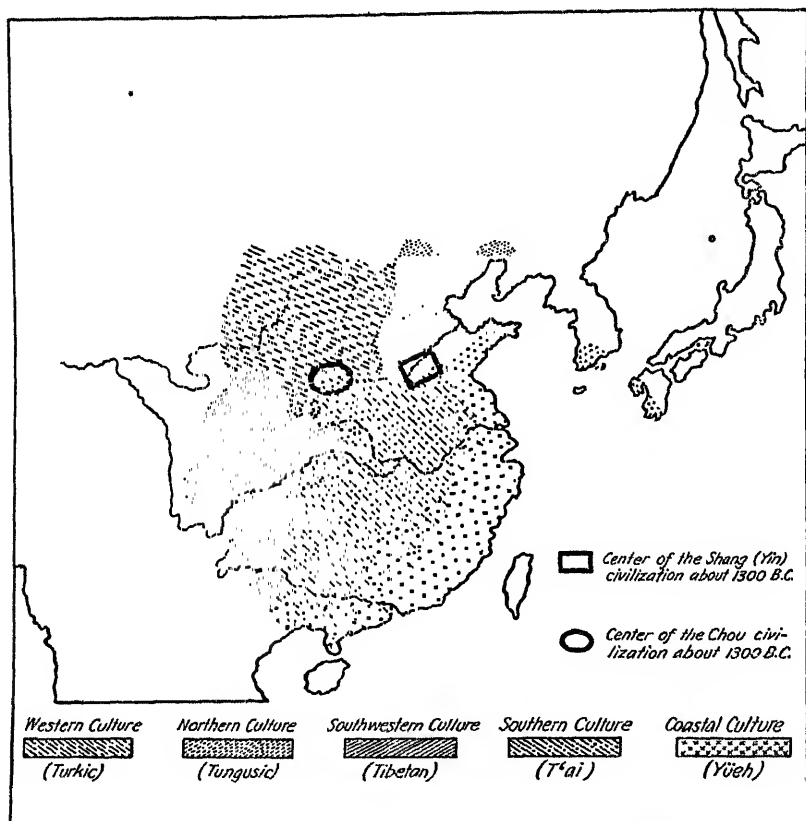 Center of the Shang (Yin)
civilization about 1300 B.C.
Center of the Chou civi-
lization about 1300 B.C.
Western Culture
(Turkic)
Northern Culture
(Tungusic)
Southwestern Culture
(Tibetan)
Southern Culture
(T‘ai)
Coastal Culture
(Yüeh)